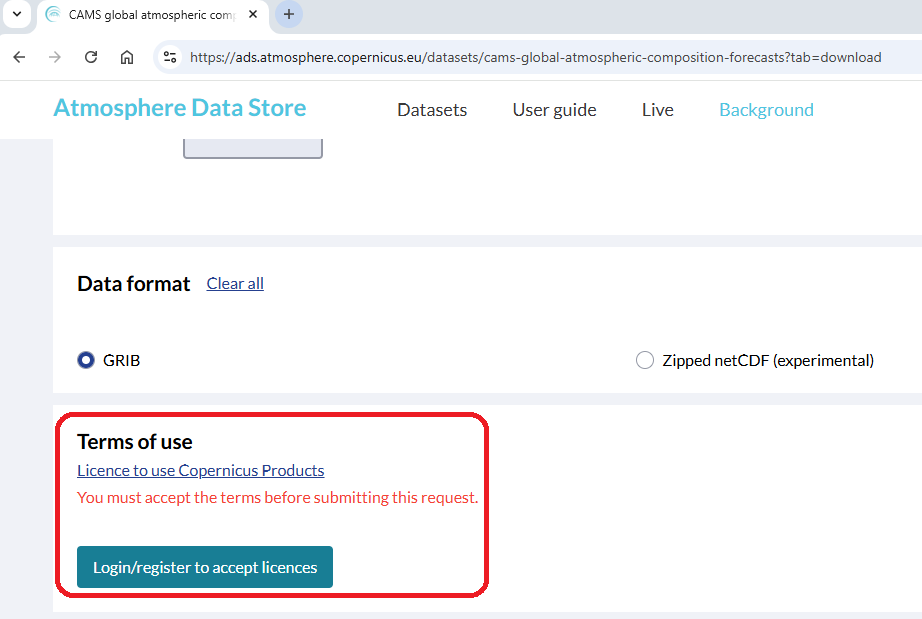 CAMS global atmospheric com
https://ads.atmosphere.copernicus.eu/datasets/cams-global-atmospheric-composition-forecasts?tab=download
Atmosphere Data Store Datasets User guide Live Background
Data format Clear all
GRIB Zipped netCDF (experimental)
Terms of use
Licence to use Copernicus Products
You must accept the terms before submitting this request.
Login/register to accept licences